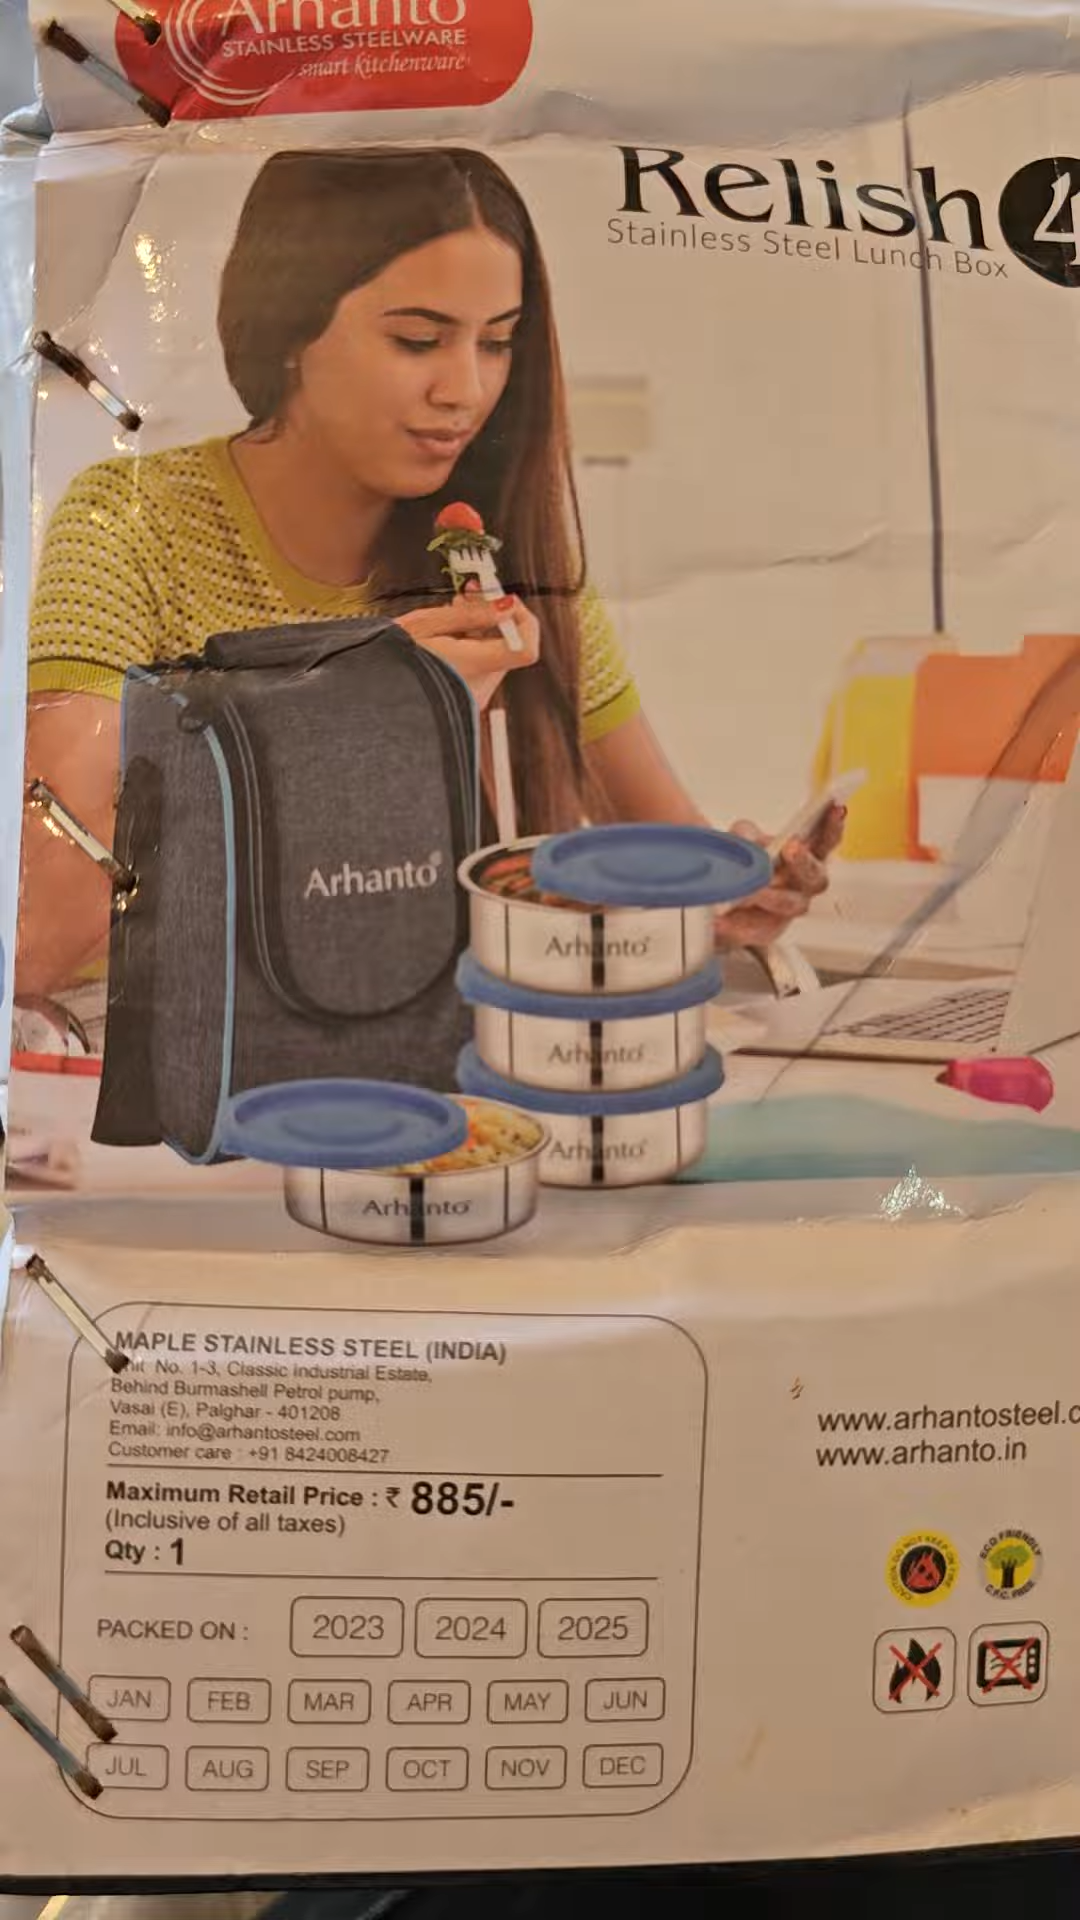 Arhanto
STAINLESS STEELWARE
smart kitchenware
Relish 4
Stainless Steel Lunch Box
Arhanto
Arhanto
Arhanto
Arhanto
Arhanto
MAPLE STAINLESS STEEL (INDIA)
No. 1-3, Classic Industrial Estate,
Behind Burmashell Petrol pump,
Vasai (E), Palghar - 401208
Email: info@arhantosteel.com
Customer care : +91 8424008427
www.arhantosteel.c
www.arhanto.in
Maximum Retail Price : ₹ 885/-
(Inclusive of all taxes)
Qty : 1
ECO FRIENDLY
C.F.C. FREE
PACKED ON : 2023 2024 2025
JAN FEB MAR APR MAY JUN
JUL AUG SEP OCT NOV DEC